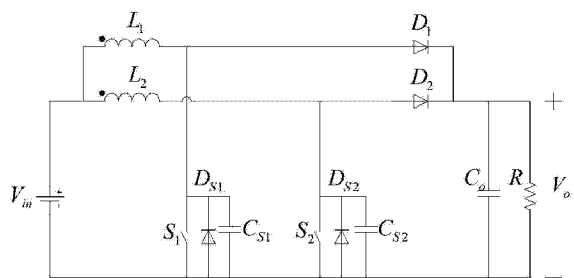 L1
D1
L2
D2
+
Vin
+
DS1
DS2
S1
CS1
S2
CS2
Co
R
Vo